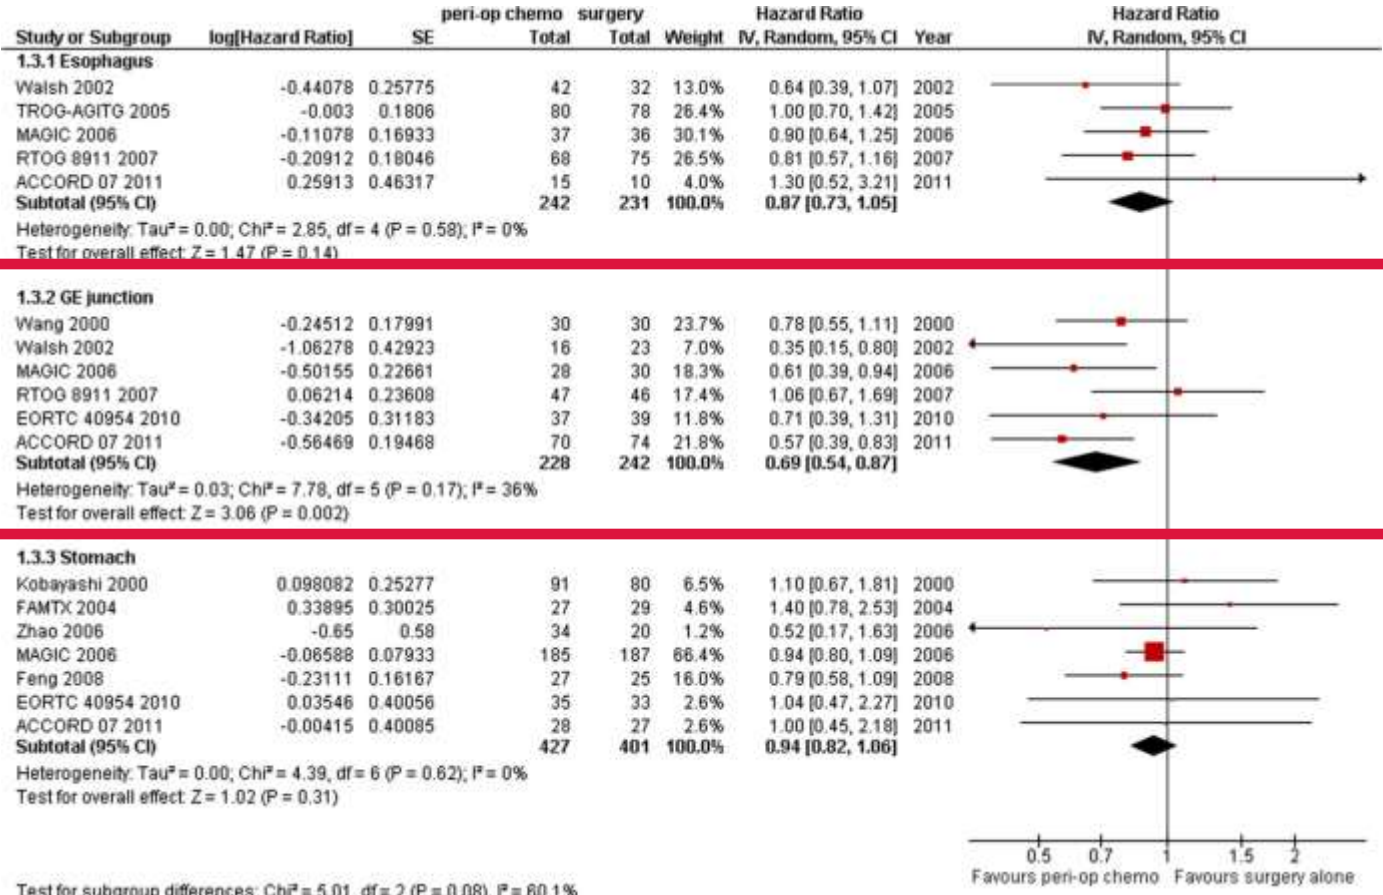 peri-op chemo surgery Hazard Ratio Hazard Ratio
Study or Subgroup log[Hazard Ratio] SE Total Total Weight IV, Random, 95% CI Year IV, Random, 95% CI
1.3.1 Esophagus
Walsh 2002 -0.44078 0.25775 42 32 13.0% 0.64 [0.39, 1.07] 2002
TROG-AGITG 2005 -0.003 0.1806 80 78 26.4% 1.00 [0.70, 1.42] 2005
MAGIC 2006 -0.11078 0.16933 37 36 30.1% 0.90 [0.64, 1.25] 2006
RTOG 8911 2007 -0.20912 0.18046 68 75 26.5% 0.81 [0.57, 1.16] 2007
ACCORD 07 2011 0.25913 0.46317 15 10 4.0% 1.30 [0.52, 3.21] 2011
Subtotal (95% CI) 242 231 100.0% 0.87 [0.73, 1.05]
Heterogeneity: Tau² = 0.00; Chi² = 2.85, df = 4 (P = 0.58); I² = 0%
Test for overall effect: Z = 1.47 (P = 0.14)
1.3.2 GE junction
Wang 2000 -0.24512 0.17991 30 30 23.7% 0.78 [0.55, 1.11] 2000
Walsh 2002 -1.06278 0.42923 16 23 7.0% 0.35 [0.15, 0.80] 2002
MAGIC 2006 -0.50155 0.22661 28 30 18.3% 0.61 [0.39, 0.94] 2006
RTOG 8911 2007 0.06214 0.23608 47 46 17.4% 1.06 [0.67, 1.69] 2007
EORTC 40954 2010 -0.34205 0.31183 37 39 11.8% 0.71 [0.39, 1.31] 2010
ACCORD 07 2011 -0.56469 0.19468 70 74 21.8% 0.57 [0.39, 0.83] 2011
Subtotal (95% CI) 228 242 100.0% 0.69 [0.54, 0.87]
Heterogeneity: Tau² = 0.03; Chi² = 7.78, df = 5 (P = 0.17); I² = 36%
Test for overall effect: Z = 3.06 (P = 0.002)
1.3.3 Stomach
Kobayashi 2000 0.098082 0.25277 91 80 6.5% 1.10 [0.67, 1.81] 2000
FAMTX 2004 0.33895 0.30025 27 29 4.6% 1.40 [0.78, 2.53] 2004
Zhao 2006 -0.65 0.58 34 20 1.2% 0.52 [0.17, 1.63] 2006
MAGIC 2006 -0.06588 0.07933 185 187 66.4% 0.94 [0.80, 1.09] 2006
Feng 2008 -0.23111 0.16167 27 25 16.0% 0.79 [0.58, 1.09] 2008
EORTC 40954 2010 0.03546 0.40056 35 33 2.6% 1.04 [0.47, 2.27] 2010
ACCORD 07 2011 -0.00415 0.40085 28 27 2.6% 1.00 [0.45, 2.18] 2011
Subtotal (95% CI) 427 401 100.0% 0.94 [0.82, 1.06]
Heterogeneity: Tau² = 0.00; Chi² = 4.39, df = 6 (P = 0.62); I² = 0%
Test for overall effect: Z = 1.02 (P = 0.31)
0.5 0.7 1 1.5 2
Favours peri-op chemo Favours surgery alone
Test for subgroup differences: Chi² = 5.01, df = 2 (P = 0.08), I² = 60.1%